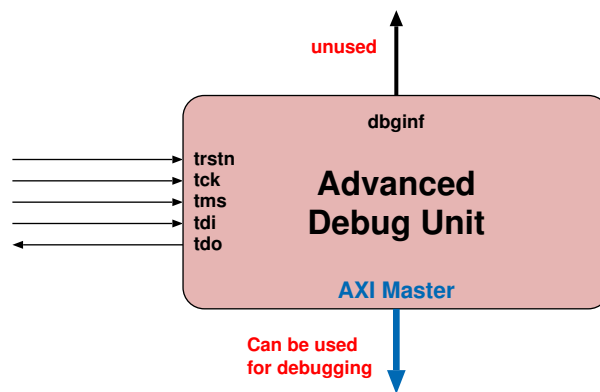 unused
dbginf
trstn
tck
tms
tdi
tdo
Advanced
Debug Unit
AXI Master
Can be used
for debugging